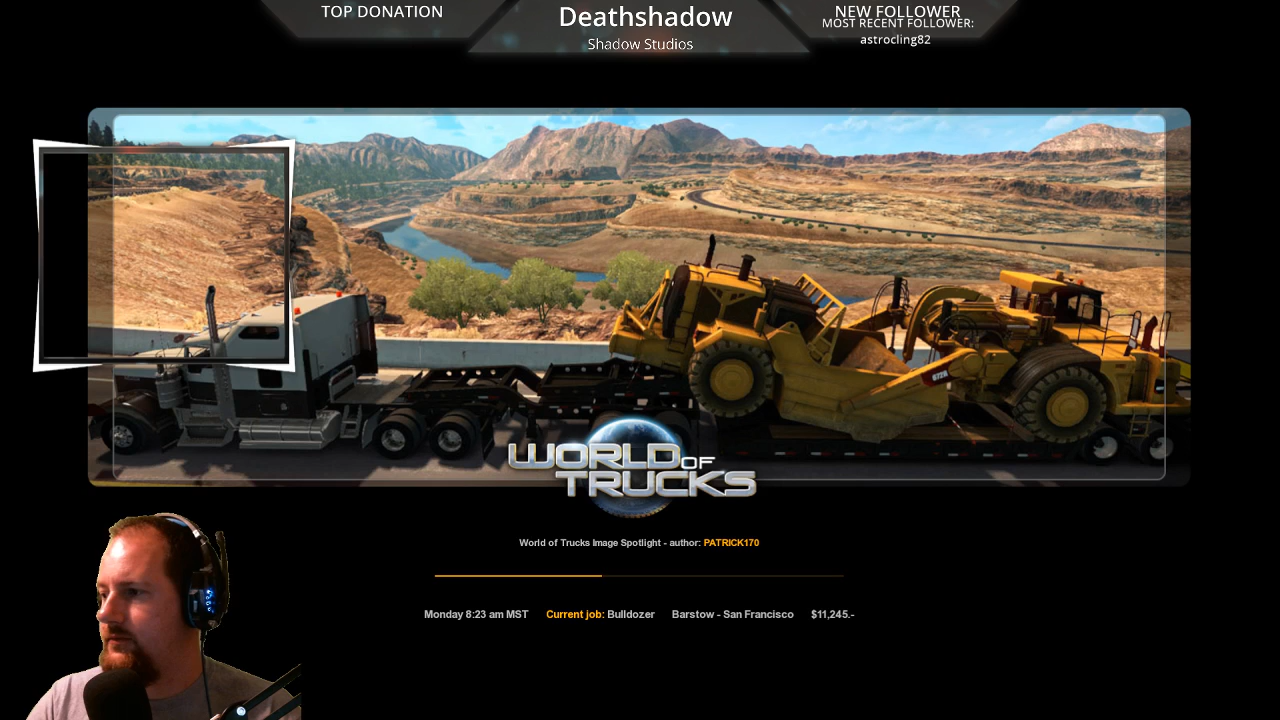 TOP DONATION
Deathshadow
Shadow Studios
NEW FOLLOWER
MOST RECENT FOLLOWER:
astrocling82
WORLD OF
TRUCKS
World of Trucks Image Spotlight - author: PATRICK170
Monday 8:23 am MST Current job: Bulldozer Barstow - San Francisco $11,245.-